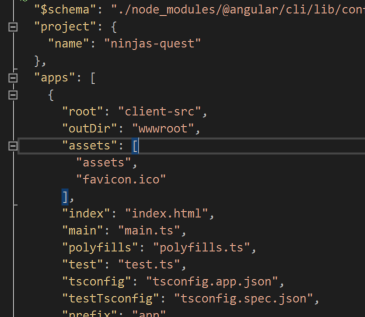 "$schema": "./node_modules/@angular/cli/lib/con
"project": {
"name": "ninjas-quest"
},
"apps": [
{
"root": "client-src",
"outDir": "wwwroot",
"assets": [
"assets",
"favicon.ico"
],
"index": "index.html",
"main": "main.ts",
"polyfills": "polyfills.ts",
"test": "test.ts",
"tsconfig": "tsconfig.app.json",
"testTsconfig": "tsconfig.spec.json",
"prefix": "app"